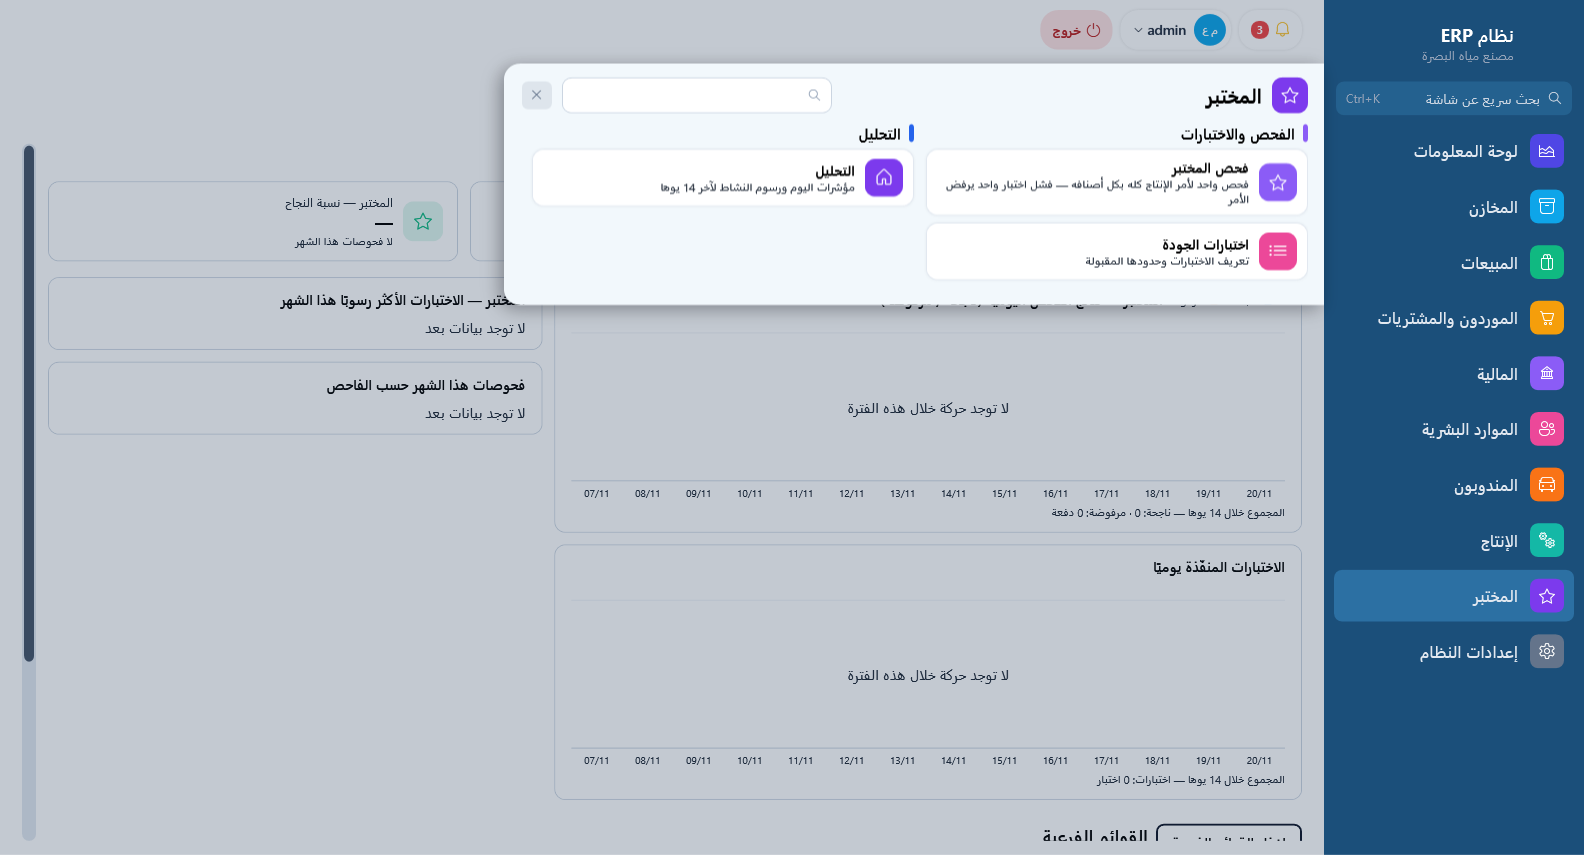 نظام ERP
مصنع مياه البصرة
بحث سريع عن شاشة
Ctrl+K
لوحة المعلومات
المخازن
المبيعات
الموردون والمشتريات
المالية
الموارد البشرية
المندوبون
الإنتاج
المختبر
إعدادات النظام
3
م ع
admin
خروج
المختبر
الفحص والاختبارات
فحص المختبر
فحص واحد لأمر الإنتاج كله بكل أصنافه — فشل اختبار واحد يرفض
الأمر
اختبارات الجودة
تعريف الاختبارات وحدودها المقبولة
التحليل
التحليل
مؤشرات اليوم ورسوم النشاط لآخر 14 يومًا
المختبر — نسبة النجاح
—
لا فحوصات هذا الشهر
المختبر — الاختبارات الأكثر رسوبًا هذا الشهر
لا توجد بيانات بعد
فحوصات هذا الشهر حسب الفاحص
لا توجد بيانات بعد
لا توجد حركة خلال هذه الفترة
20/11 19/11 18/11 17/11 16/11 15/11 14/11 13/11 12/11 11/11 10/11 09/11 08/11 07/11
المجموع خلال 14 يومًا — ناجحة: 0 · مرفوضة: 0 دفعة
الاختبارات المنفّذة يوميًا
لا توجد حركة خلال هذه الفترة
20/11 19/11 18/11 17/11 16/11 15/11 14/11 13/11 12/11 11/11 10/11 09/11 08/11 07/11
المجموع خلال 14 يومًا — اختبارات: 0 اختبار
القوائم الفرعية